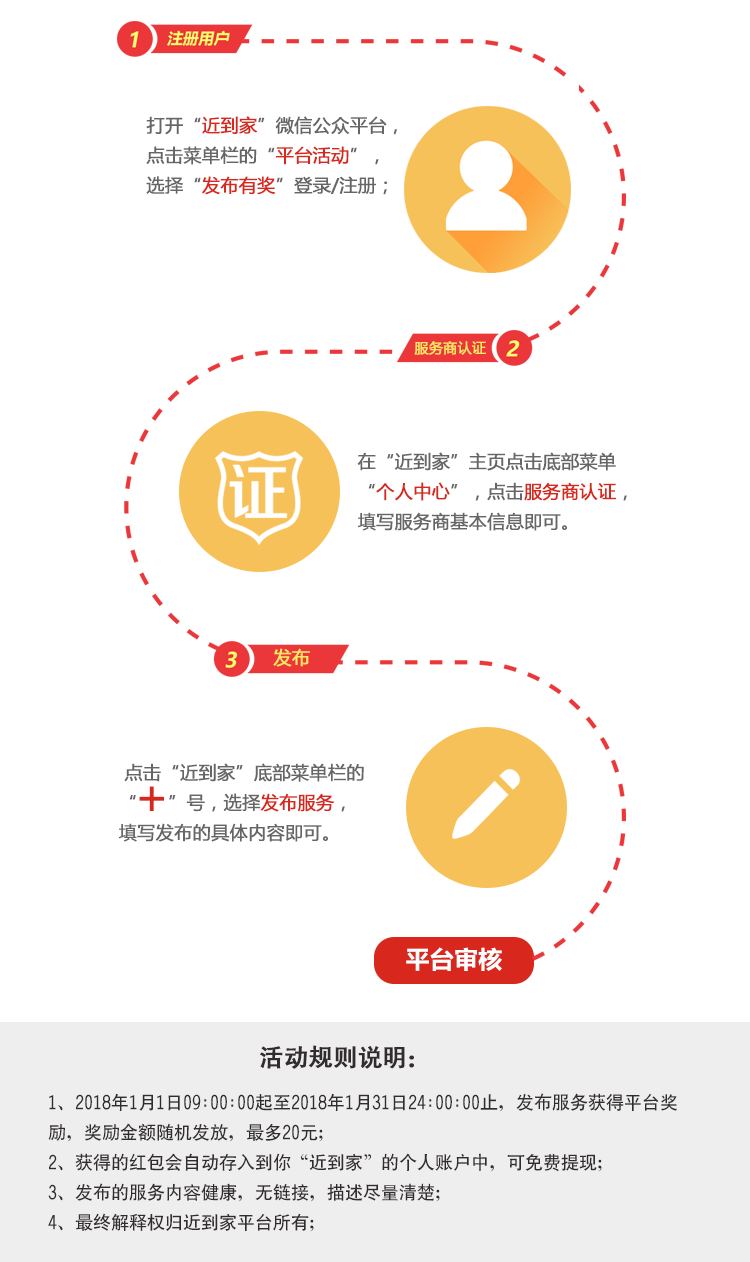 1 注册用户
打开“近到家”微信公众平台，
点击菜单栏的“平台活动”，
选择“发布有奖”登录/注册；
服务商认证 2
证
在“近到家”主页点击底部菜单
“个人中心”，点击服务商认证，
填写服务商基本信息即可。
3 发布
点击“近到家”底部菜单栏的
“十”号，选择发布服务，
填写发布的具体内容即可。
平台审核
活动规则说明：
1、2018年1月1日09:00:00起至2018年1月31日24:00:00止，发布服务获得平台奖
励，奖励金额随机发放，最多20元；
2、获得的红包会自动存入到你“近到家”的个人账户中，可免费提现；
3、发布的服务内容健康，无链接，描述尽量清楚；
4、最终解释权归近到家平台所有；